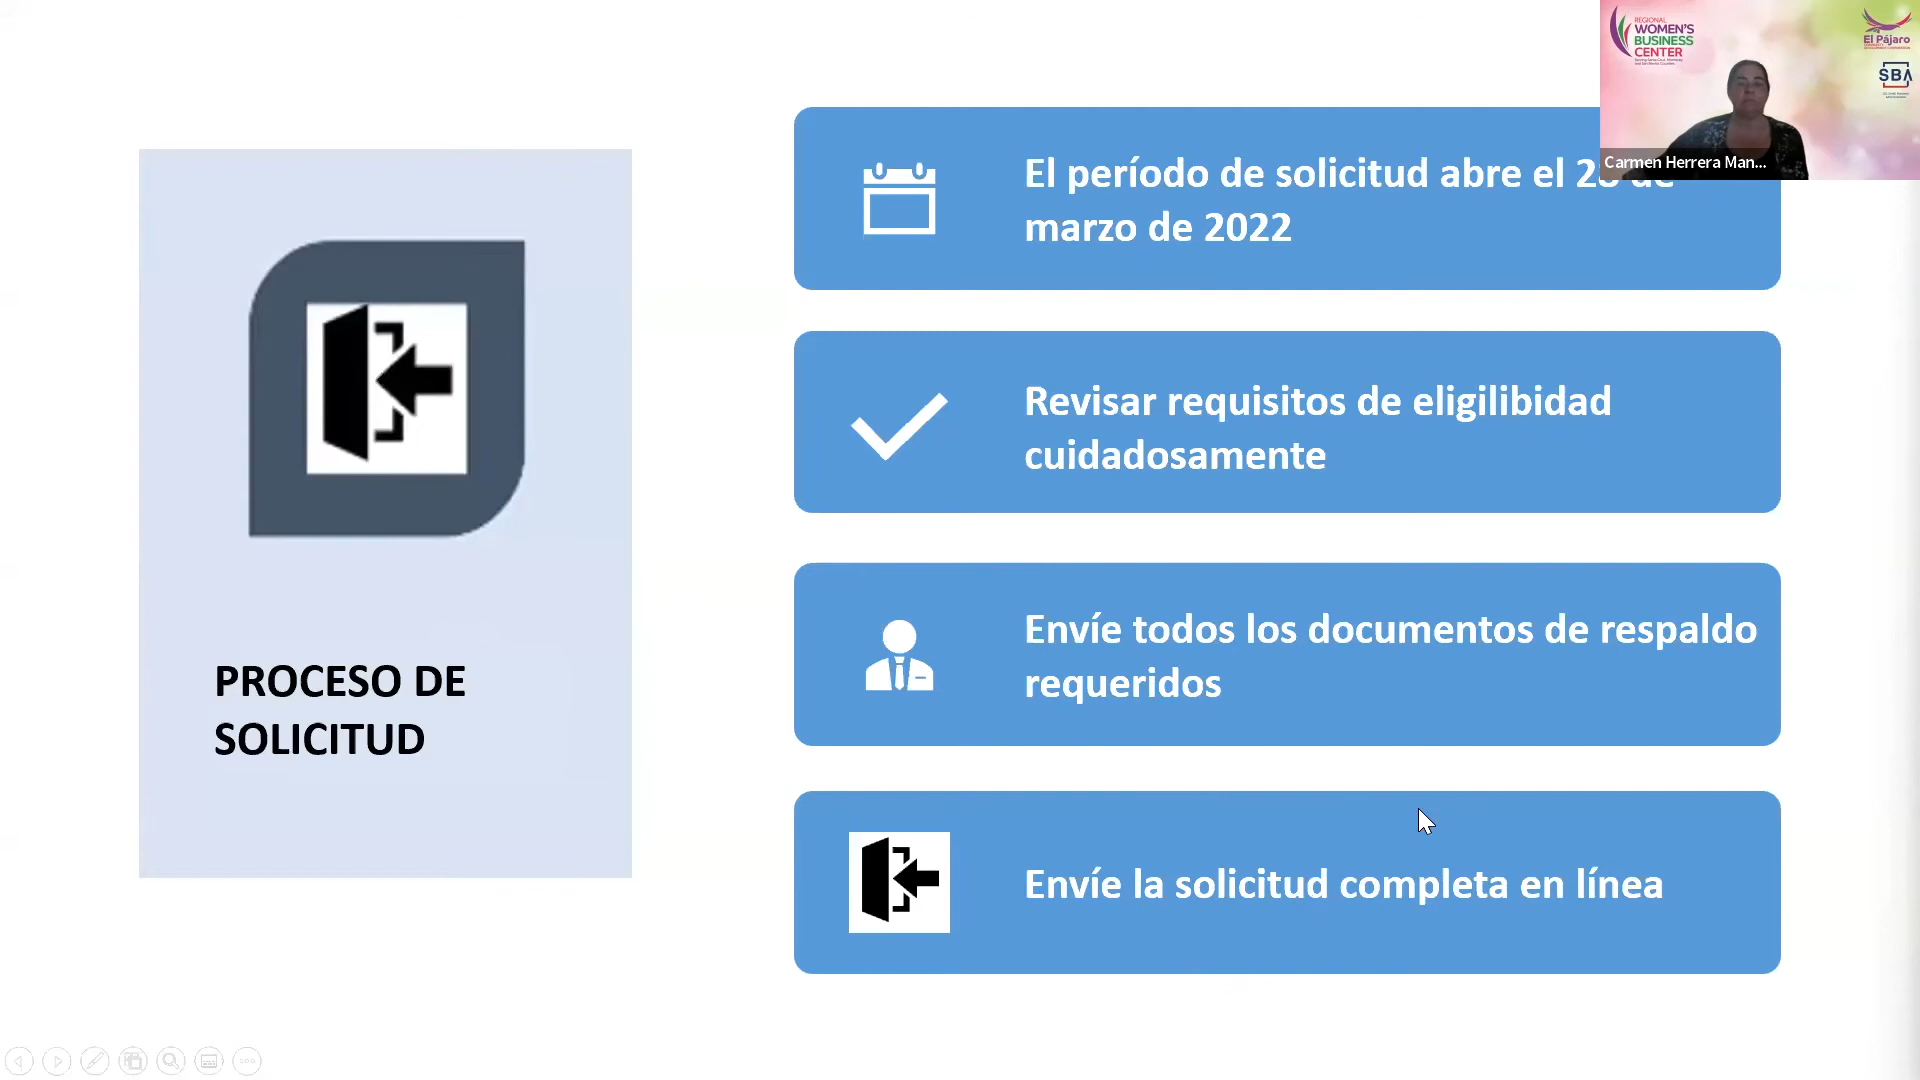 REGIONAL
WOMEN'S
BUSINESS
CENTER
El Pájaro
SBA
Carmen Herrera Man...
El período de solicitud abre el 28 de
marzo de 2022
Revisar requisitos de eligilibidad
cuidadosamente
Envíe todos los documentos de respaldo
requeridos
Envíe la solicitud completa en línea
PROCESO DE
SOLICITUD